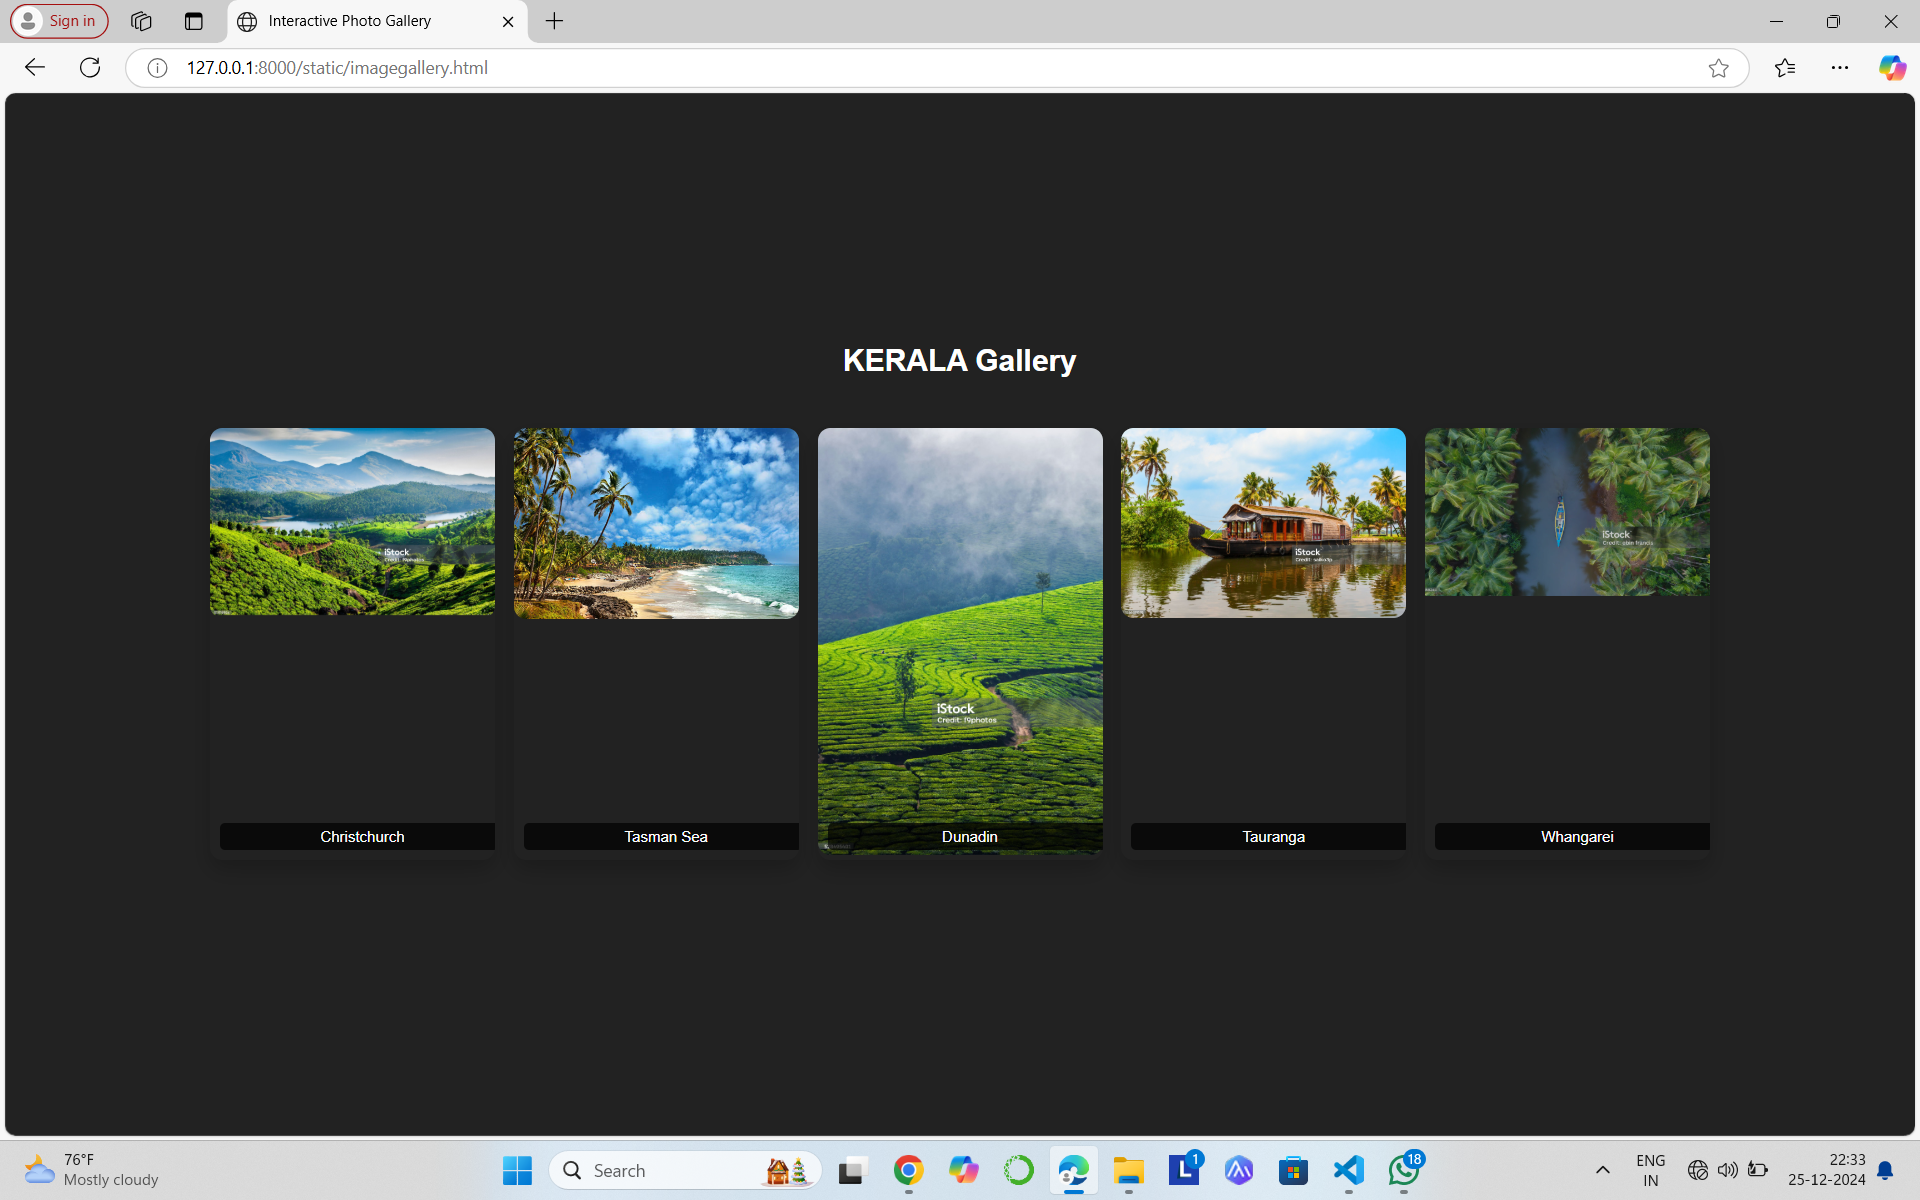 Sign in
Interactive Photo Gallery
127.0.0.1:8000/static/imagegallery.html
KERALA Gallery
iStock
Credit: f9photos
iStock
iStock
iStock
Credit: f9photos
Christchurch
Tasman Sea
Dunadin
Tauranga
Whangarei
76°F
Mostly cloudy
Search
1
18
ENG
IN
22:33
25-12-2024